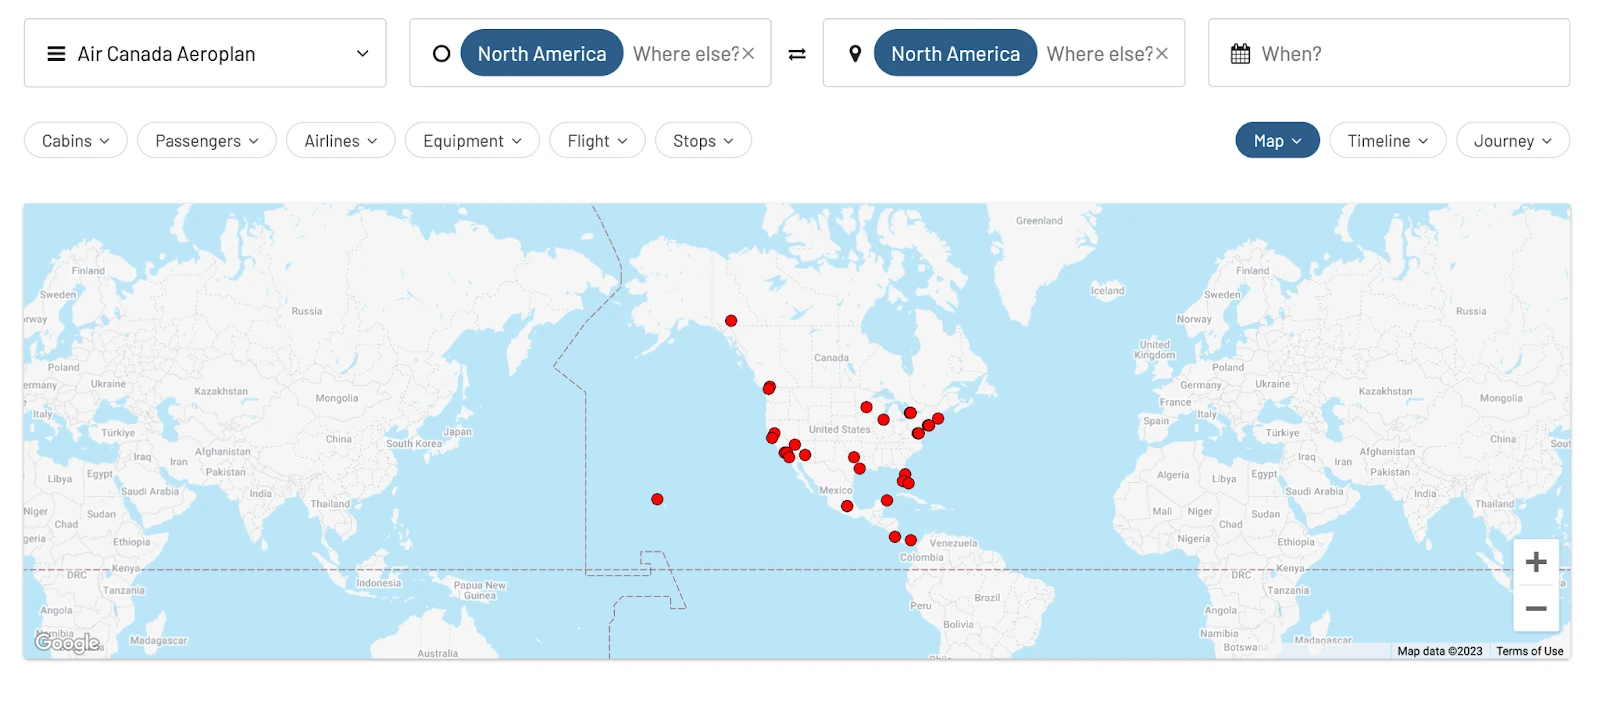 Air Canada Aeroplan
North America Where else?
North America Where else?
When?
Cabins
Passengers
Airlines
Equipment
Flight
Stops
Map
Timeline
Journey
Greenland
Finland
Finland
Iceland
Sweden
Sweden
Russia
Russia
rway
Norway
Canada
United
Kingdom
Poland
Poland
ermany
Ukraine
Germany
Ukraine
Kazakhstan
Kazakhstan
Mongolia
Mongolia
France
Italy
Italy
Spain
Türkiye
Japan
United States
Türkiye
China
South Korea
China
Sou
Iraq
Afghanistan
Iraq
Afghanistan
Iran
Iran
Pakistan
Pakistan
Libya
Egypt
Algeria
Libya
Egypt
Saudi Arabia
India
Mexico
Saudi Arabia
India
Thailand
Thailand
Niger
Sudan
Mali
Niger
Sudan
Chad
Chad
geria
Ethiopia
Nigeria
Ethiopia
Venezuela
Colombia
DRC
Kenya
DRC
Kenya
Indonesia
Papua New
Guinea
Tanzania
Tanzania
Brazil
Peru
Angola
Angola
Bolivia
Namibia
Namibia
Madagascar
Madagascar
Botswana
Australia
Chile
Google
Map data ©2023
Terms of Use